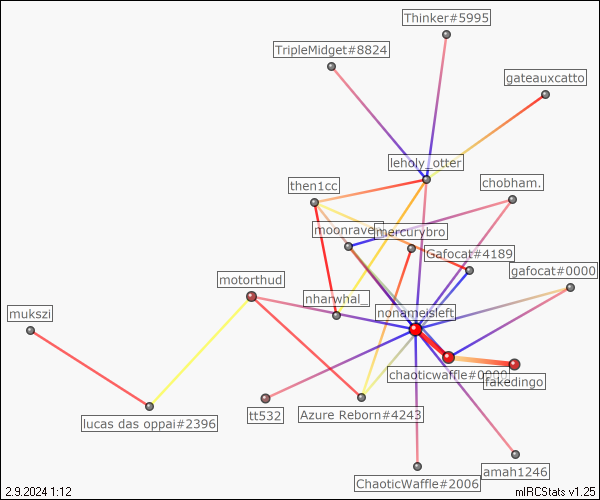 Thinker#5995
TripleMidget#8824
gateauxcatto
leholy_otter
then1cc
chobham.
moonraven
mercurybro
Gafocat#4189
gafocat#0000
motorthud
nharwhal_
nonameisleft
mukszi
chaoticwaffle#0000
fakedingo
tt532
Azure Reborn#4243
lucas das oppai#2396
amah1246
ChaoticWaffle#2006
2.9.2024 1:12
mIRCStats v1.25